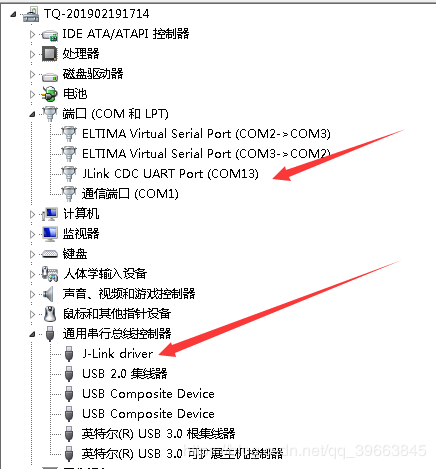 TQ-201902191714
IDE ATA/ATAPI 控制器
处理器
磁盘驱动器
电池
端口 (COM 和 LPT)
ELTIMA Virtual Serial Port (COM2->COM3)
ELTIMA Virtual Serial Port (COM3->COM2)
JLink CDC UART Port (COM13)
通信端口 (COM1)
计算机
监视器
键盘
人体学输入设备
声音、视频和游戏控制器
鼠标和其他指针设备
通用串行总线控制器
J-Link driver
USB 2.0 集线器
USB Composite Device
USB Composite Device
英特尔(R) USB 3.0 根集线器
英特尔(R) USB 3.0 可扩展主机控制器